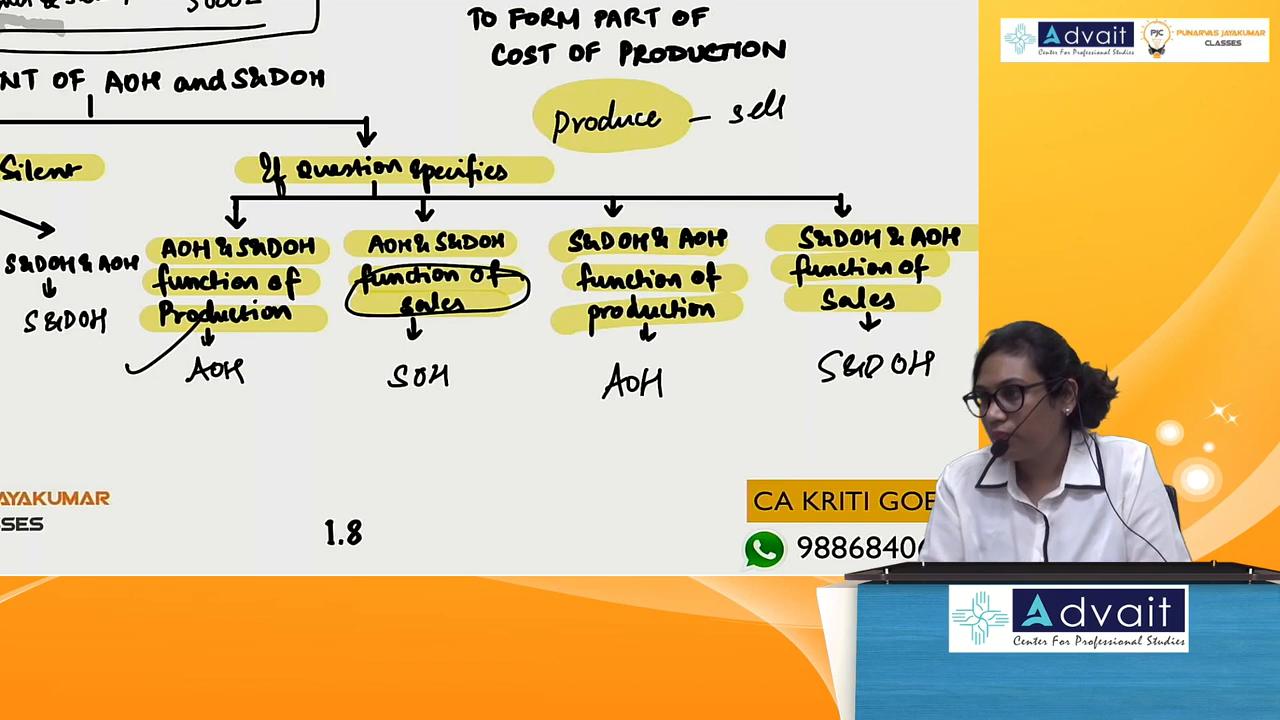 TO FORM PART OF
COST OF PRODUCTION
NT OF AOH and S&DOH
Produce - sell
Silent
If Question specifies
S&DOH & AOH
S&DOH
AOH & S&DOH
function of
Production
AOH
AOH & S&DOH
function of
sales
SOH
S&DOH & AOH
function of
production
AOH
S&DOH & AOH
function of
sales
S&DOH
AYAKUMAR
SSES
1.8
CA KRITI GOE
9886840
Advait
Center For Professional Studies
PJC
PUNARVAS JAYAKUMAR
CLASSES
Advait
Center For Professional Studies